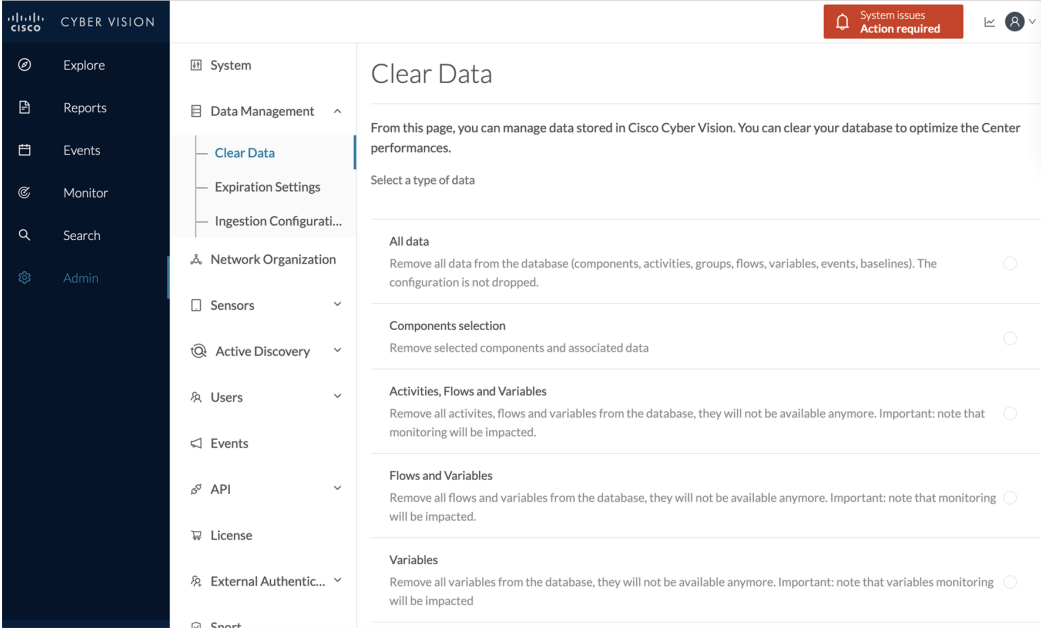 CISCO
CYBER VISION
System issues
Action required
Explore
Reports
Events
Monitor
Search
Admin
System
Data Management
Clear Data
Expiration Settings
Ingestion Configurati...
Network Organization
Sensors
Active Discovery
Users
Events
API
License
External Authentic...
Snort
Clear Data
From this page, you can manage data stored in Cisco Cyber Vision. You can clear your database to optimize the Center
performances.
Select a type of data
All data
Remove all data from the database (components, activities, groups, flows, variables, events, baselines). The
configuration is not dropped.
Components selection
Remove selected components and associated data
Activities, Flows and Variables
Remove all activites, flows and variables from the database, they will not be available anymore. Important: note that
monitoring will be impacted.
Flows and Variables
Remove all flows and variables from the database, they will not be available anymore. Important: note that monitoring
will be impacted.
Variables
Remove all variables from the database, they will not be available anymore. Important: note that variables monitoring
will be impacted